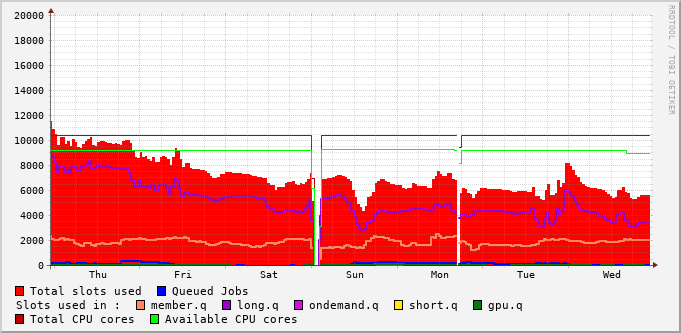 RRDTOOL / TOBI OETIKER
20000
18000
16000
14000
12000
10000
8000
6000
4000
2000
0
Thu Fri Sat Sun Mon Tue Wed
Total slots used Queued Jobs
Slots used in : member.q long.q ondemand.q short.q gpu.q
Total CPU cores Available CPU cores